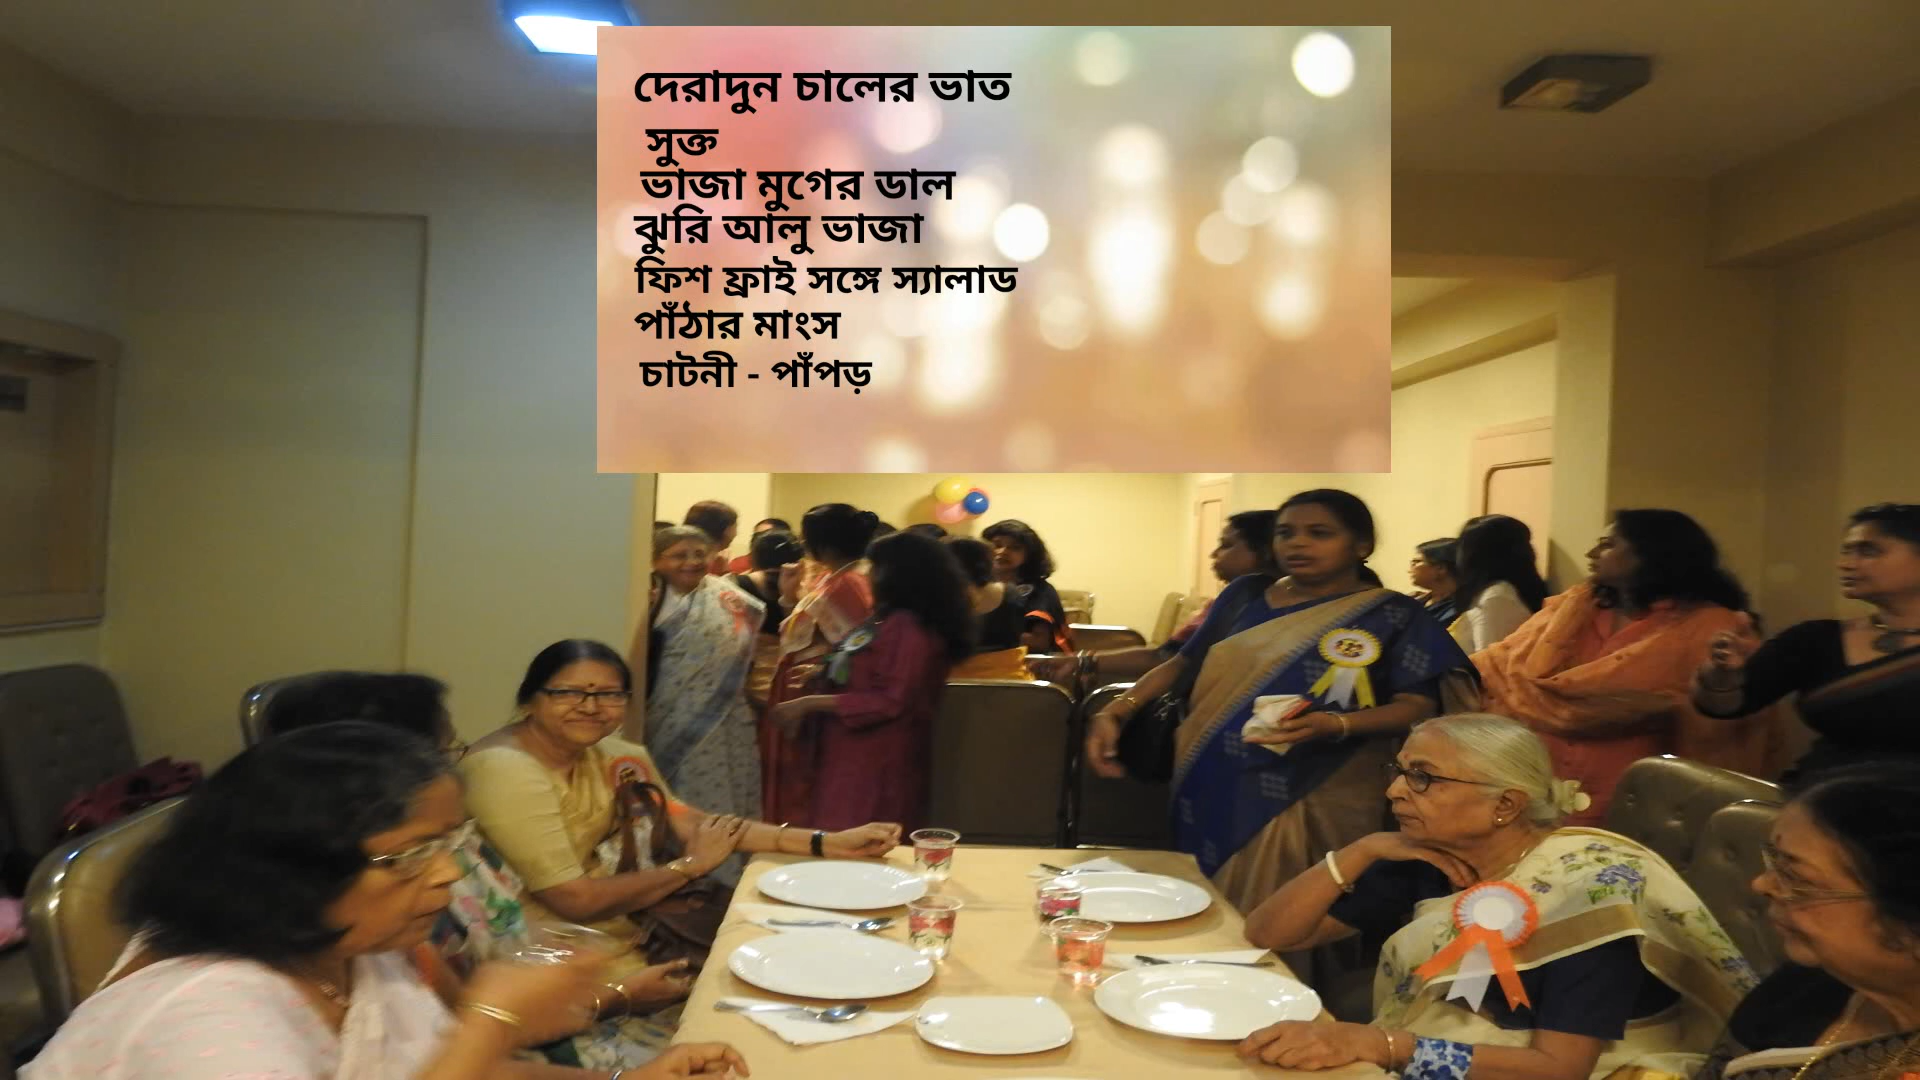 দেরাদুন চালের ভাত
সুক্ত
ভাজা মুগের ডাল
ঝুরি আলু ভাজা
ফিশ ফ্রাই সঙ্গে স্যালাড
পাঁঠার মাংস
চাটনী - পাঁপড়